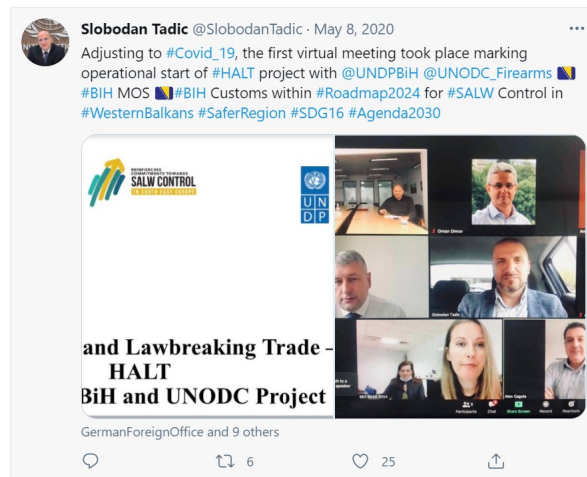 Slobodan Tadic @SlobodanTadic · May 8, 2020
Adjusting to #Covid_19, the first virtual meeting took place marking
operational start of #HALT project with @UNDPBiH @UNODC_Firearms
#BIH MOS #BIH Customs within #Roadmap2024 for #SALW Control in
#WesternBalkans #SaferRegion #SDG16 #Agenda2030
REINFORCING
COMMITMENTS TOWARDS
SALW CONTROL
IN SOUTH EAST EUROPE
U N
D P
and Lawbreaking Trade –
HALT
BiH and UNODC Project
Slobodan Tadic
Participants
Chat
Share Screen
Record
Reactions
GermanForeignOffice and 9 others
6
25